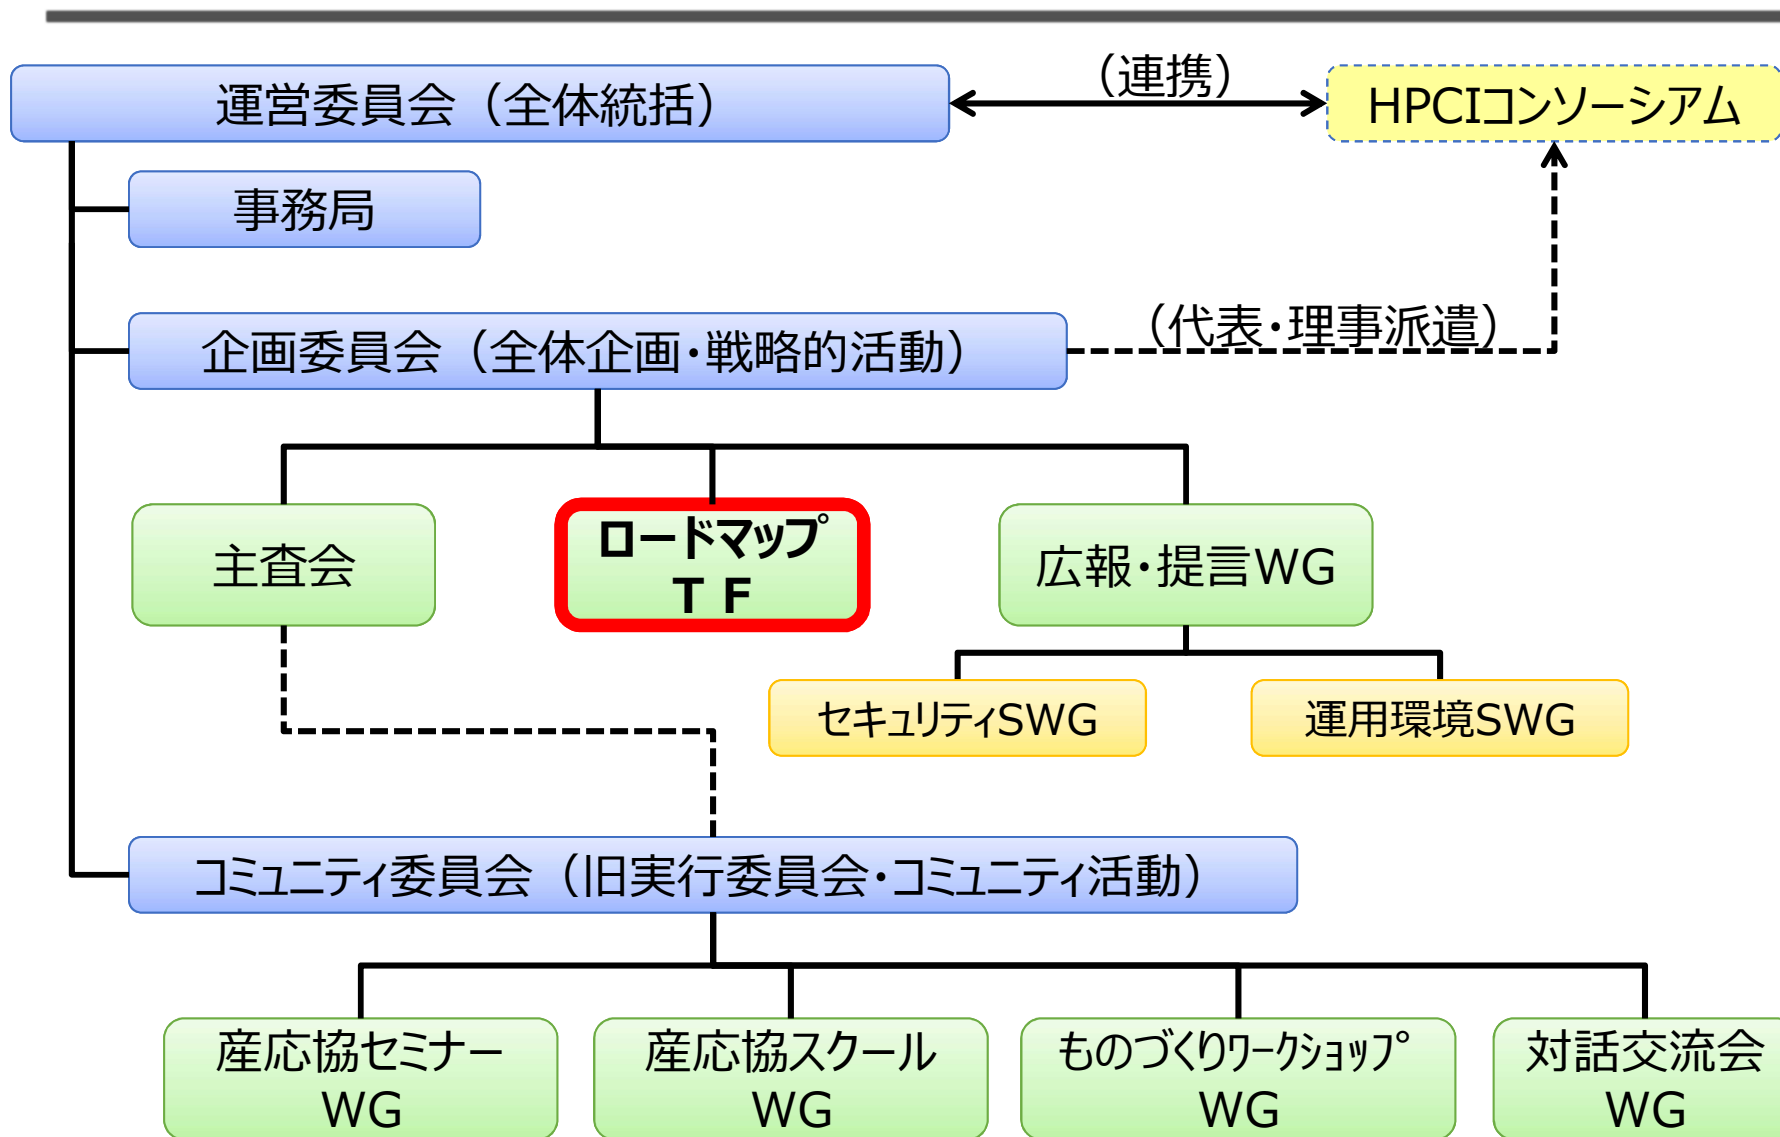 運営委員会（全体統括）
（連携）
HPCIコンソーシアム
事務局
企画委員会（全体企画・戦略的活動）
（代表・理事派遣）
主査会
ロードマップ
ＴＦ
広報・提言WG
セキュリティSWG
運用環境SWG
コミュニティ委員会（旧実行委員会・コミュニティ活動）
産応協セミナー
WG
産応協スクール
WG
ものづくりワークショップ
WG
対話交流会
WG